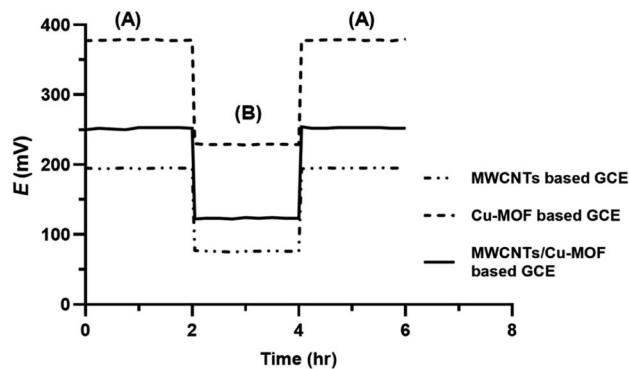 (A)
(A)
(B)
400
300
200
100
0
E (mV)
0
2
4
6
8
Time (hr)
MWCNTs based GCE
Cu-MOF based GCE
MWCNTs/Cu-MOF
based GCE